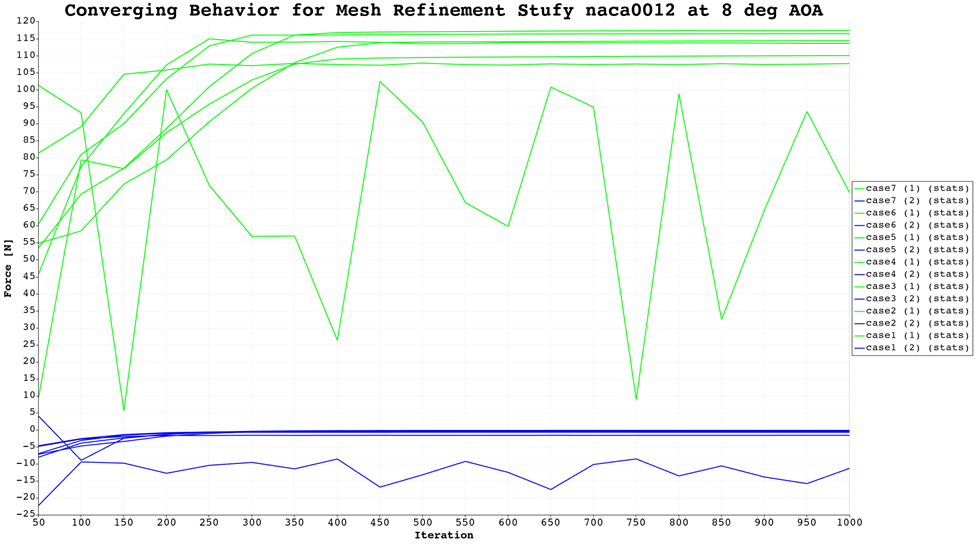 Converging Behavior for Mesh Refinement Stufy naca0012 at 8 deg AOA
120
115
110
105
100
95
90
85
80
75
70
65
60
55
50
45
40
35
30
25
20
15
10
5
0
-5
-10
-15
-20
-25
Force [N]
50 100 150 200 250 300 350 400 450 500 550 600 650 700 750 800 850 900 950 1000
Iteration
case7 (1) (stats)
case7 (2) (stats)
case6 (1) (stats)
case6 (2) (stats)
case5 (1) (stats)
case5 (2) (stats)
case4 (1) (stats)
case4 (2) (stats)
case3 (1) (stats)
case3 (2) (stats)
case2 (1) (stats)
case2 (2) (stats)
case1 (1) (stats)
case1 (2) (stats)